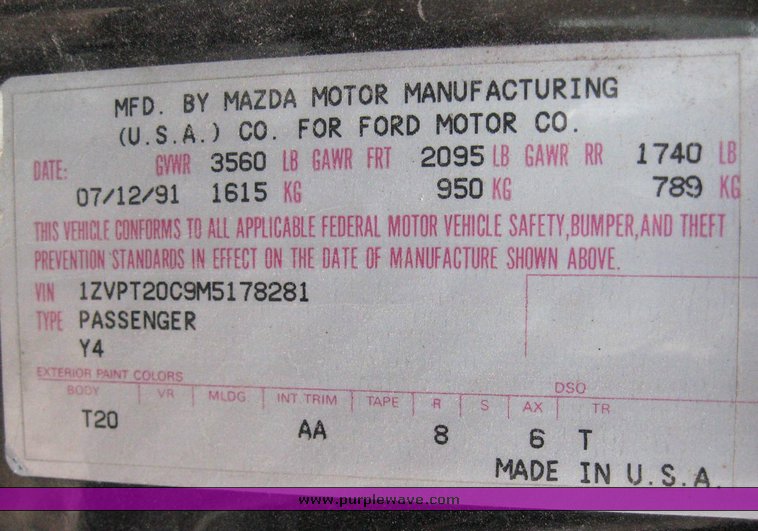 MFD. BY MAZDA MOTOR MANUFACTURING
(U.S.A.) CO. FOR FORD MOTOR CO.
DATE: GVWR 3560 LB GAWR FRT 2095 LB GAWR RR 1740 LB
07/12/91 1615 KG 950 KG 789 KG
THIS VEHICLE CONFORMS TO ALL APPLICABLE FEDERAL MOTOR VEHICLE SAFETY,BUMPER,AND THEFT
PREVENTION STANDARDS IN EFFECT ON THE DATE OF MANUFACTURE SHOWN ABOVE.
VIN 1ZVPT20C9M5178281
TYPE PASSENGER
Y4
EXTERIOR PAINT COLORS DSO
BODY VR MLDG. INT. TRIM TAPE R S AX TR
T20 AA 8 6 T
MADE IN U.S.A.
www.purplewave.com